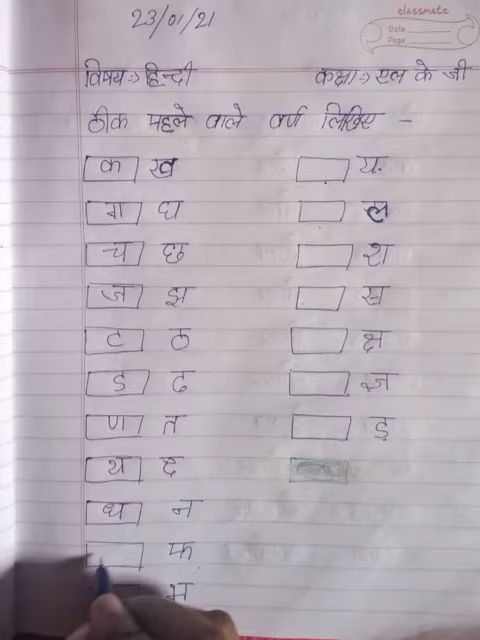 23/01/21
classmate
Date
Page
विषय⇒ हिन्दी कक्षा⇒ एल के जी
ठीक पहले वाले वर्ण लिखिए -
क ख य
ग घ ल
च छ श
ज झ स
ट ठ क्ष
ड ढ ज्ञ
ण त ड़
थ द
ध न
फ
भ